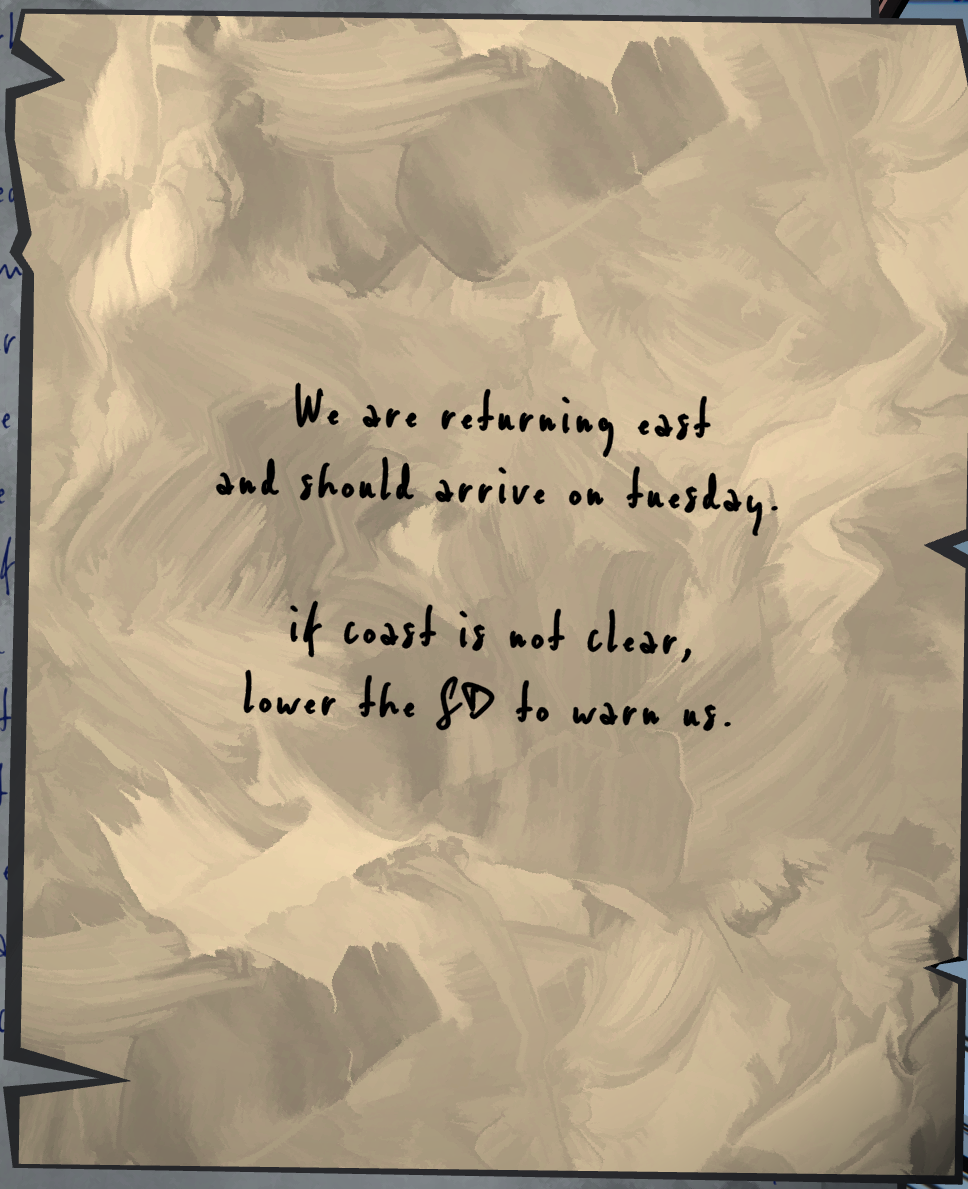 We are returning east
and should arrive on tuesday.
if coast is not clear,
lower the SD to warn us.